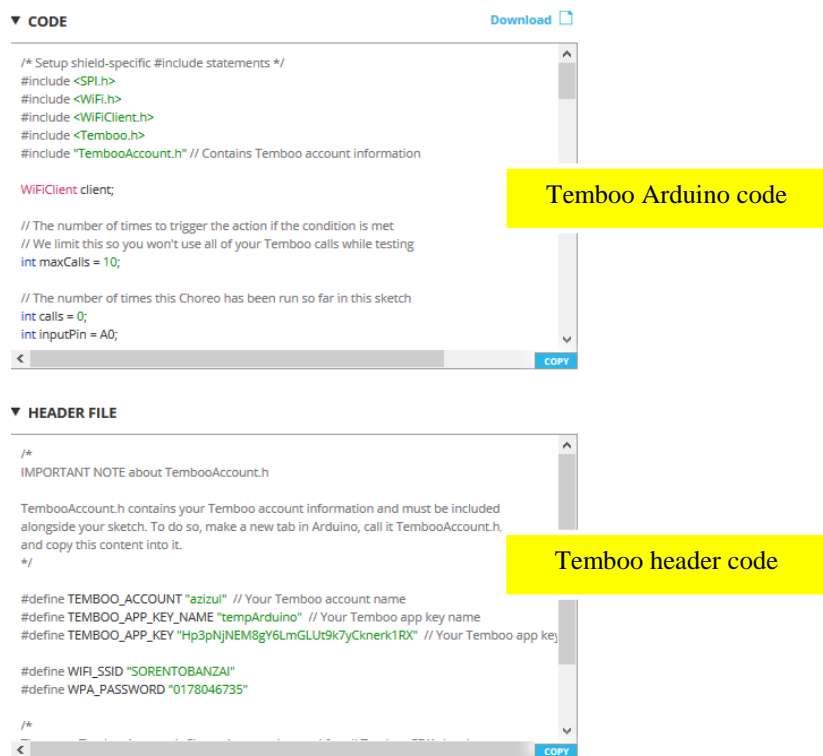 ▼ CODE
Download
/* Setup shield-specific #include statements */
#include <SPI.h>
#include <WiFi.h>
#include <WiFiClient.h>
#include <Temboo.h>
#include "TembooAccount.h" // Contains Temboo account information
WiFiClient client;
Temboo Arduino code
// The number of times to trigger the action if the condition is met
// We limit this so you won't use all of your Temboo calls while testing
int maxCalls = 10;
// The number of times this Choreo has been run so far in this sketch
int calls = 0;
int inputPin = A0;
COPY
▼ HEADER FILE
/*
IMPORTANT NOTE about TembooAccount.h
TembooAccount.h contains your Temboo account information and must be included
alongside your sketch. To do so, make a new tab in Arduino, call it TembooAccount.h,
and copy this content into it.
*/
Temboo header code
#define TEMBOO_ACCOUNT "azizul" // Your Temboo account name
#define TEMBOO_APP_KEY_NAME "tempArduino" // Your Temboo app key name
#define TEMBOO_APP_KEY "Hp3pNjNEM8gY6LmGLUt9k7yCknerk1RX" // Your Temboo app key
#define WIFI_SSID "SORENTOBANZAI"
#define WPA_PASSWORD "0178046735"
/*
COPY